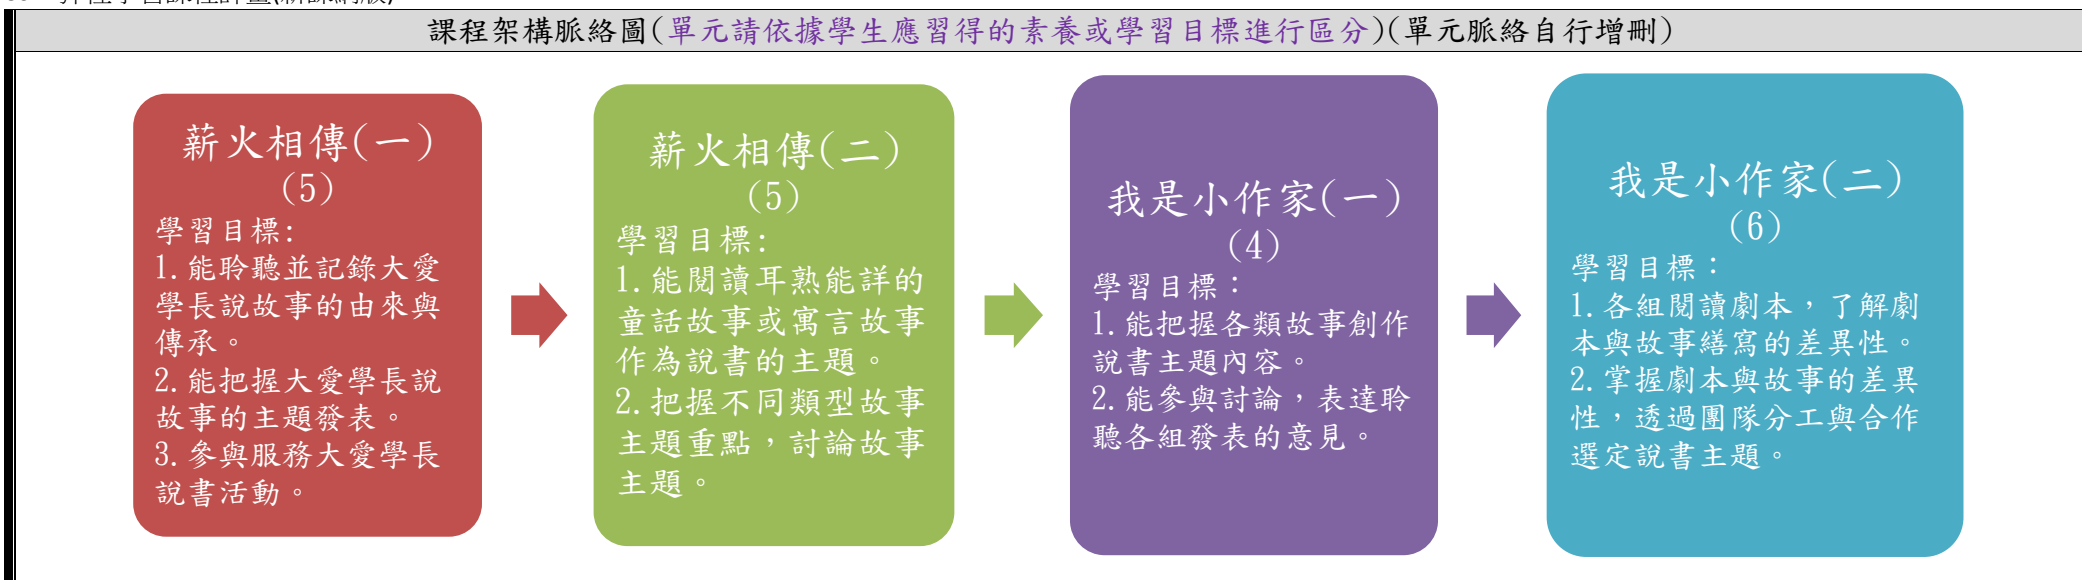 課程架構脈絡圖(單元請依據學生應習得的素養或學習目標進行區分)(單元脈絡自行增刪)
薪火相傳(一)
(5)
學習目標:
1.能聆聽並記錄大愛
學長說故事的由來與
傳承。
2.能把握大愛學長說
故事的主題發表。
3.參與服務大愛學長
說書活動。
薪火相傳(二)
(5)
學習目標:
1.能閱讀耳熟能詳的
童話故事或寓言故事
作為說書的主題。
2.把握不同類型故事
主題重點，討論故事
主題。
我是小作家(一)
(4)
學習目標：
1.能把握各類故事創作
說書主題內容。
2.能參與討論，表達聆
聽各組發表的意見。
我是小作家(二)
(6)
學習目標：
1.各組閱讀劇本，了解劇
本與故事繕寫的差異性。
2.掌握劇本與故事的差異
性，透過團隊分工與合作
選定說書主題。